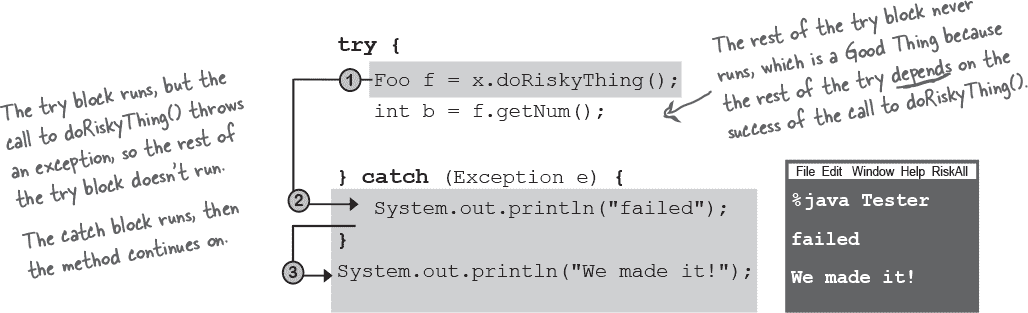 The try block runs, but the
call to doRiskyThing() throws
an exception, so the rest of
the try block doesn't run.
The catch block runs, then
the method continues on.
try {
1
Foo f = x.doRiskyThing();
int b = f.getNum();
} catch (Exception e) {
2
System.out.println("failed");
}
3
System.out.println("We made it!");
The rest of the try block never
runs, which is a Good Thing because
the rest of the try depends on the
success of the call to doRiskyThing().
File Edit Window Help RiskAll
%java Tester
failed
We made it!